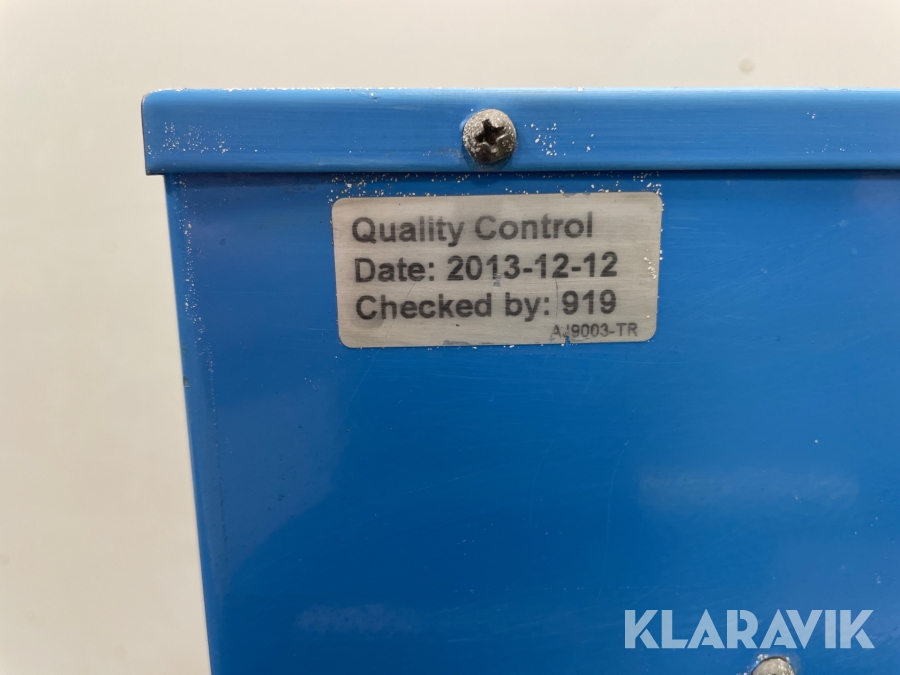 Quality Control
Date: 2013-12-12
Checked by: 919
AJ9003-TR
KLARAVIK